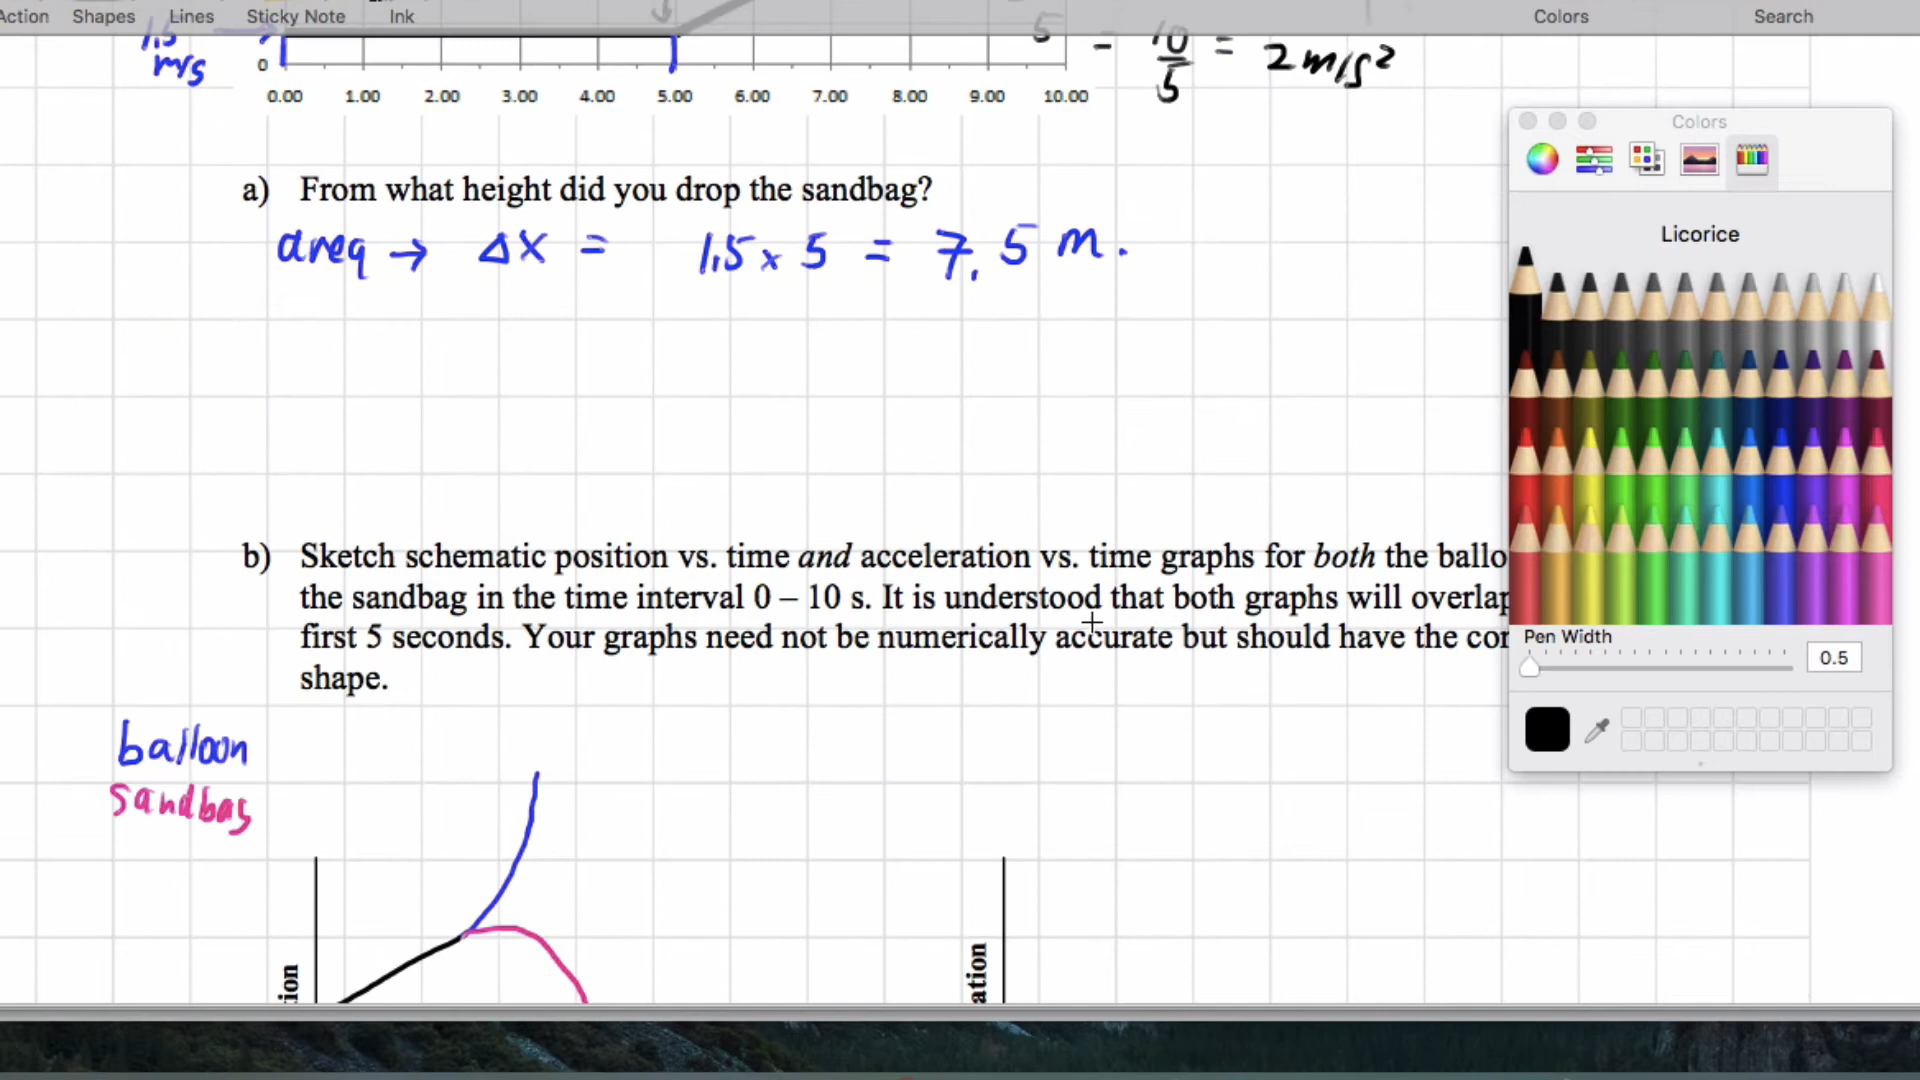 Action Shapes Lines Sticky Note Ink Colors Search
1.5
m/s
0
5 - 10/5 = 2 m/s²
0.00 1.00 2.00 3.00 4.00 5.00 6.00 7.00 8.00 9.00 10.00
Colors
a) From what height did you drop the sandbag?
area → Δx = 1.5 x 5 = 7.5 m.
Licorice
b) Sketch schematic position vs. time and acceleration vs. time graphs for both the ballo
the sandbag in the time interval 0 – 10 s. It is understood that both graphs will overlap
first 5 seconds. Your graphs need not be numerically accurate but should have the cor
shape.
Pen Width
0.5
balloon
sandbag
ion
ation